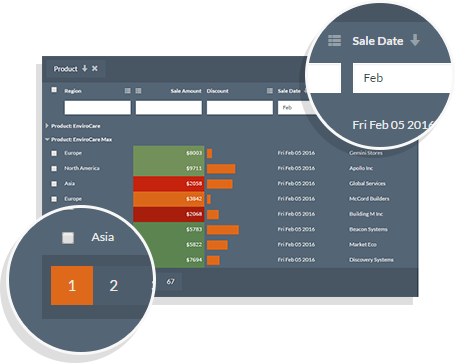 Sale Date
Feb
Fri Feb 05 2016
Product
Region Sale Amount Discount Sale Date
Feb
Product: EnviroCare
Product: EnviroCare Max
Europe $8003 Fri Feb 05 2016 Gemini Stores
North America $9711 Fri Feb 05 2016 Apollo Inc
Asia $2058 Fri Feb 05 2016 Global Services
Europe $3842 Fri Feb 05 2016 McCord Builders
$2068 Fri Feb 05 2016 Building M Inc
$5783 Fri Feb 05 2016 Beacon Systems
$5822 Fri Feb 05 2016 Market Eco
$7694 Fri Feb 05 2016 Discovery Systems
Asia
1 2 67